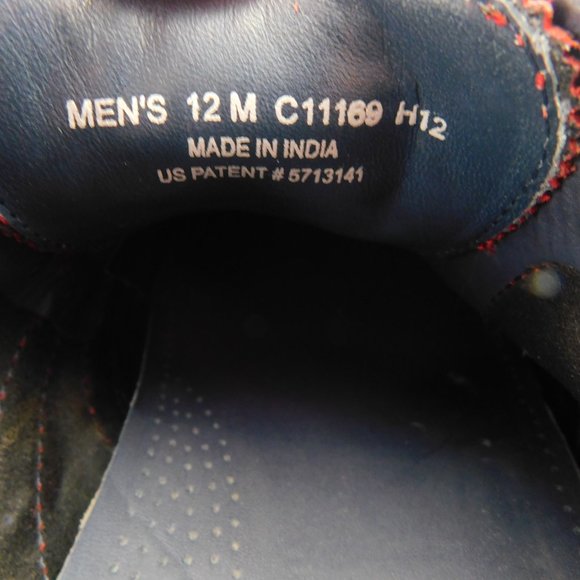 MEN'S 12 M C11169 H12
MADE IN INDIA
US PATENT # 5713141